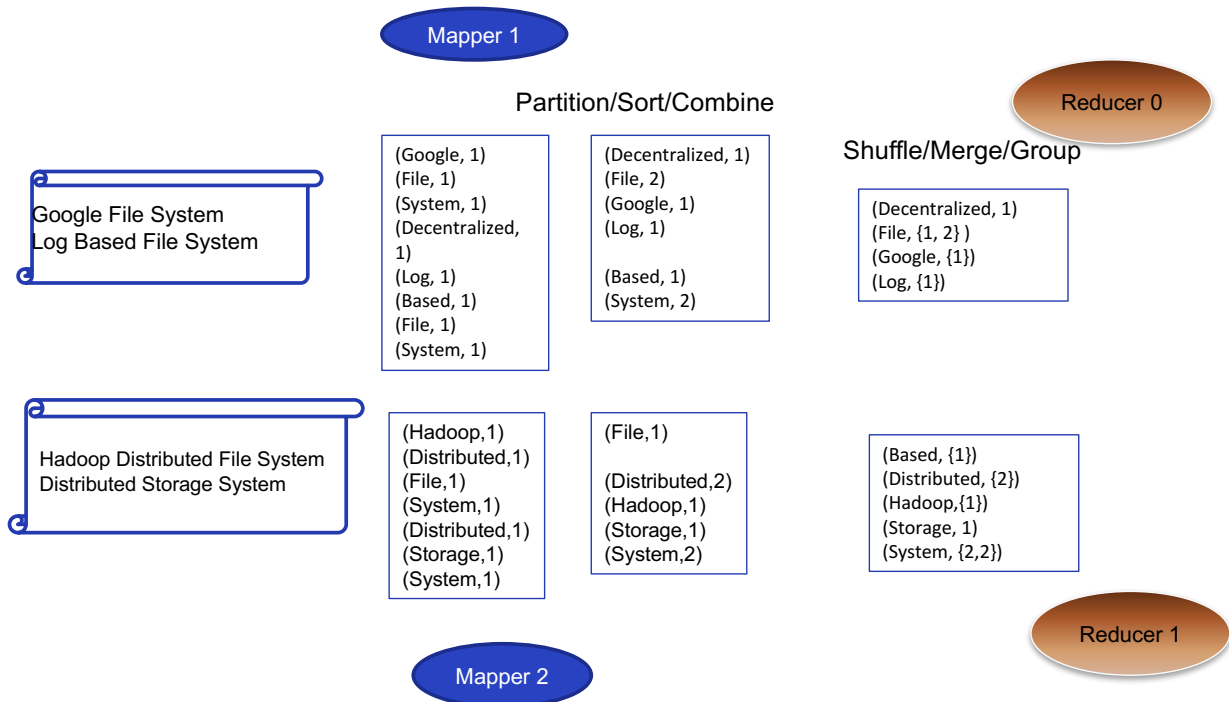 Mapper 1
Partition/Sort/Combine
Reducer 0
Shuffle/Merge/Group
Google File System
Log Based File System
(Google, 1)
(File, 1)
(System, 1)
(Decentralized,
1)
(Log, 1)
(Based, 1)
(File, 1)
(System, 1)
(Decentralized, 1)
(File, 2)
(Google, 1)
(Log, 1)
(Based, 1)
(System, 2)
(Decentralized, 1)
(File, {1, 2} )
(Google, {1})
(Log, {1})
Hadoop Distributed File System
Distributed Storage System
(Hadoop,1)
(Distributed,1)
(File,1)
(System,1)
(Distributed,1)
(Storage,1)
(System,1)
(File,1)
(Distributed,2)
(Hadoop,1)
(Storage,1)
(System,2)
(Based, {1})
(Distributed, {2})
(Hadoop,{1})
(Storage, 1)
(System, {2,2})
Reducer 1
Mapper 2